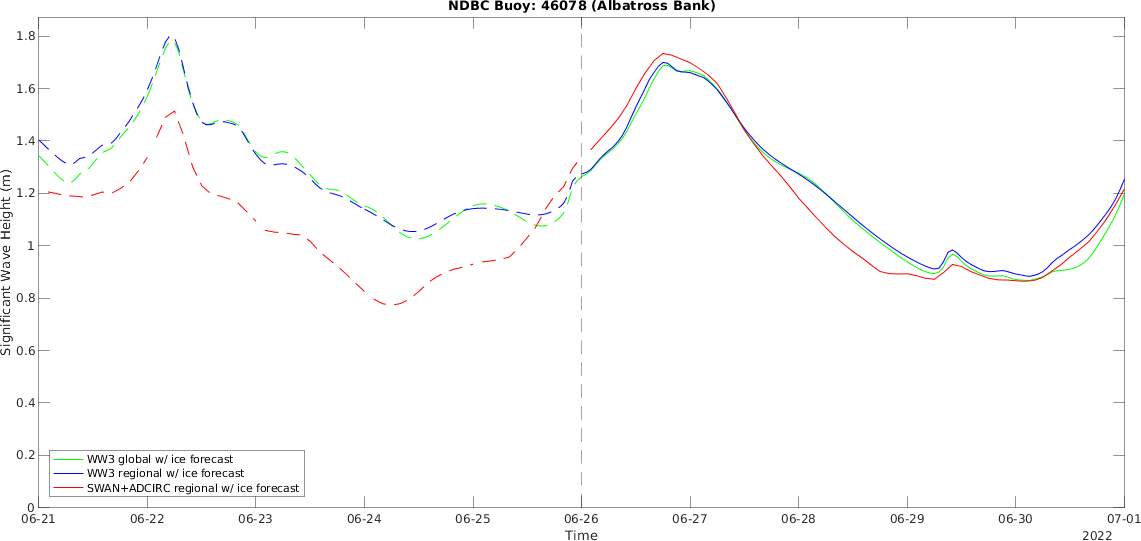 NDBC Buoy: 46078 (Albatross Bank)
Significant Wave Height (m)
1.8
1.6
1.4
1.2
1
0.8
0.6
0.4
0.2
0
WW3 global w/ ice forecast
WW3 regional w/ ice forecast
SWAN+ADCIRC regional w/ ice forecast
06-21 06-22 06-23 06-24 06-25 06-26 06-27 06-28 06-29 06-30 07-01
Time
2022